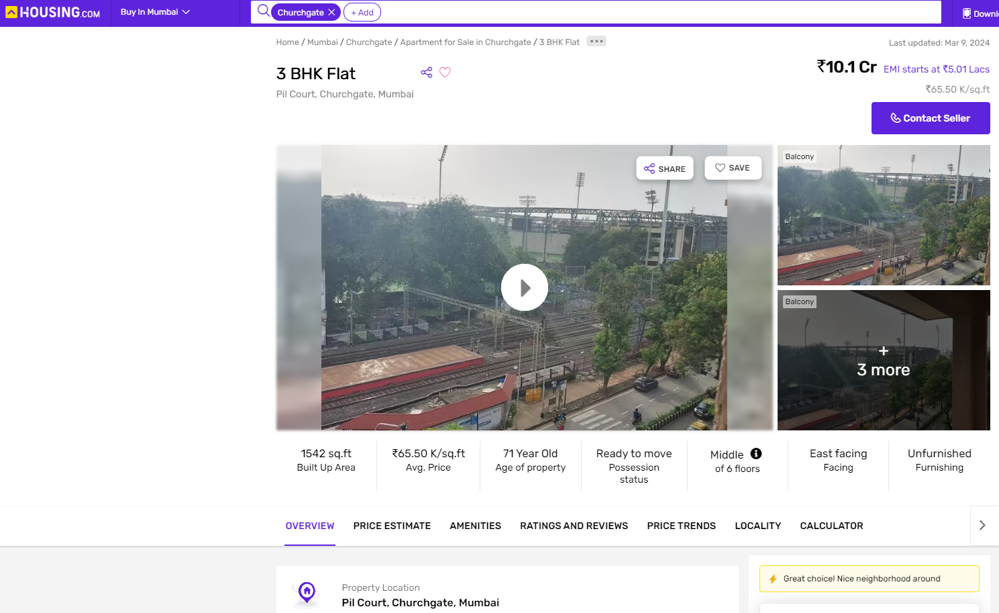 HOUSING.COM
Buy In Mumbai
Churchgate
+ Add
Downl
Home / Mumbai / Churchgate / Apartment for Sale in Churchgate / 3 BHK Flat
Last updated: Mar 9, 2024
3 BHK Flat
Pil Court, Churchgate, Mumbai
₹10.1 Cr EMI starts at ₹5.01 Lacs
₹65.50 K/sq.ft
Contact Seller
SHARE
SAVE
Balcony
Balcony
+
3 more
1542 sq.ft
Built Up Area
₹65.50 K/sq.ft
Avg. Price
71 Year Old
Age of property
Ready to move
Possession
status
Middle
of 6 floors
East facing
Facing
Unfurnished
Furnishing
OVERVIEW PRICE ESTIMATE AMENITIES RATINGS AND REVIEWS PRICE TRENDS LOCALITY CALCULATOR
Property Location
Pil Court, Churchgate, Mumbai
Great choice! Nice neighborhood around